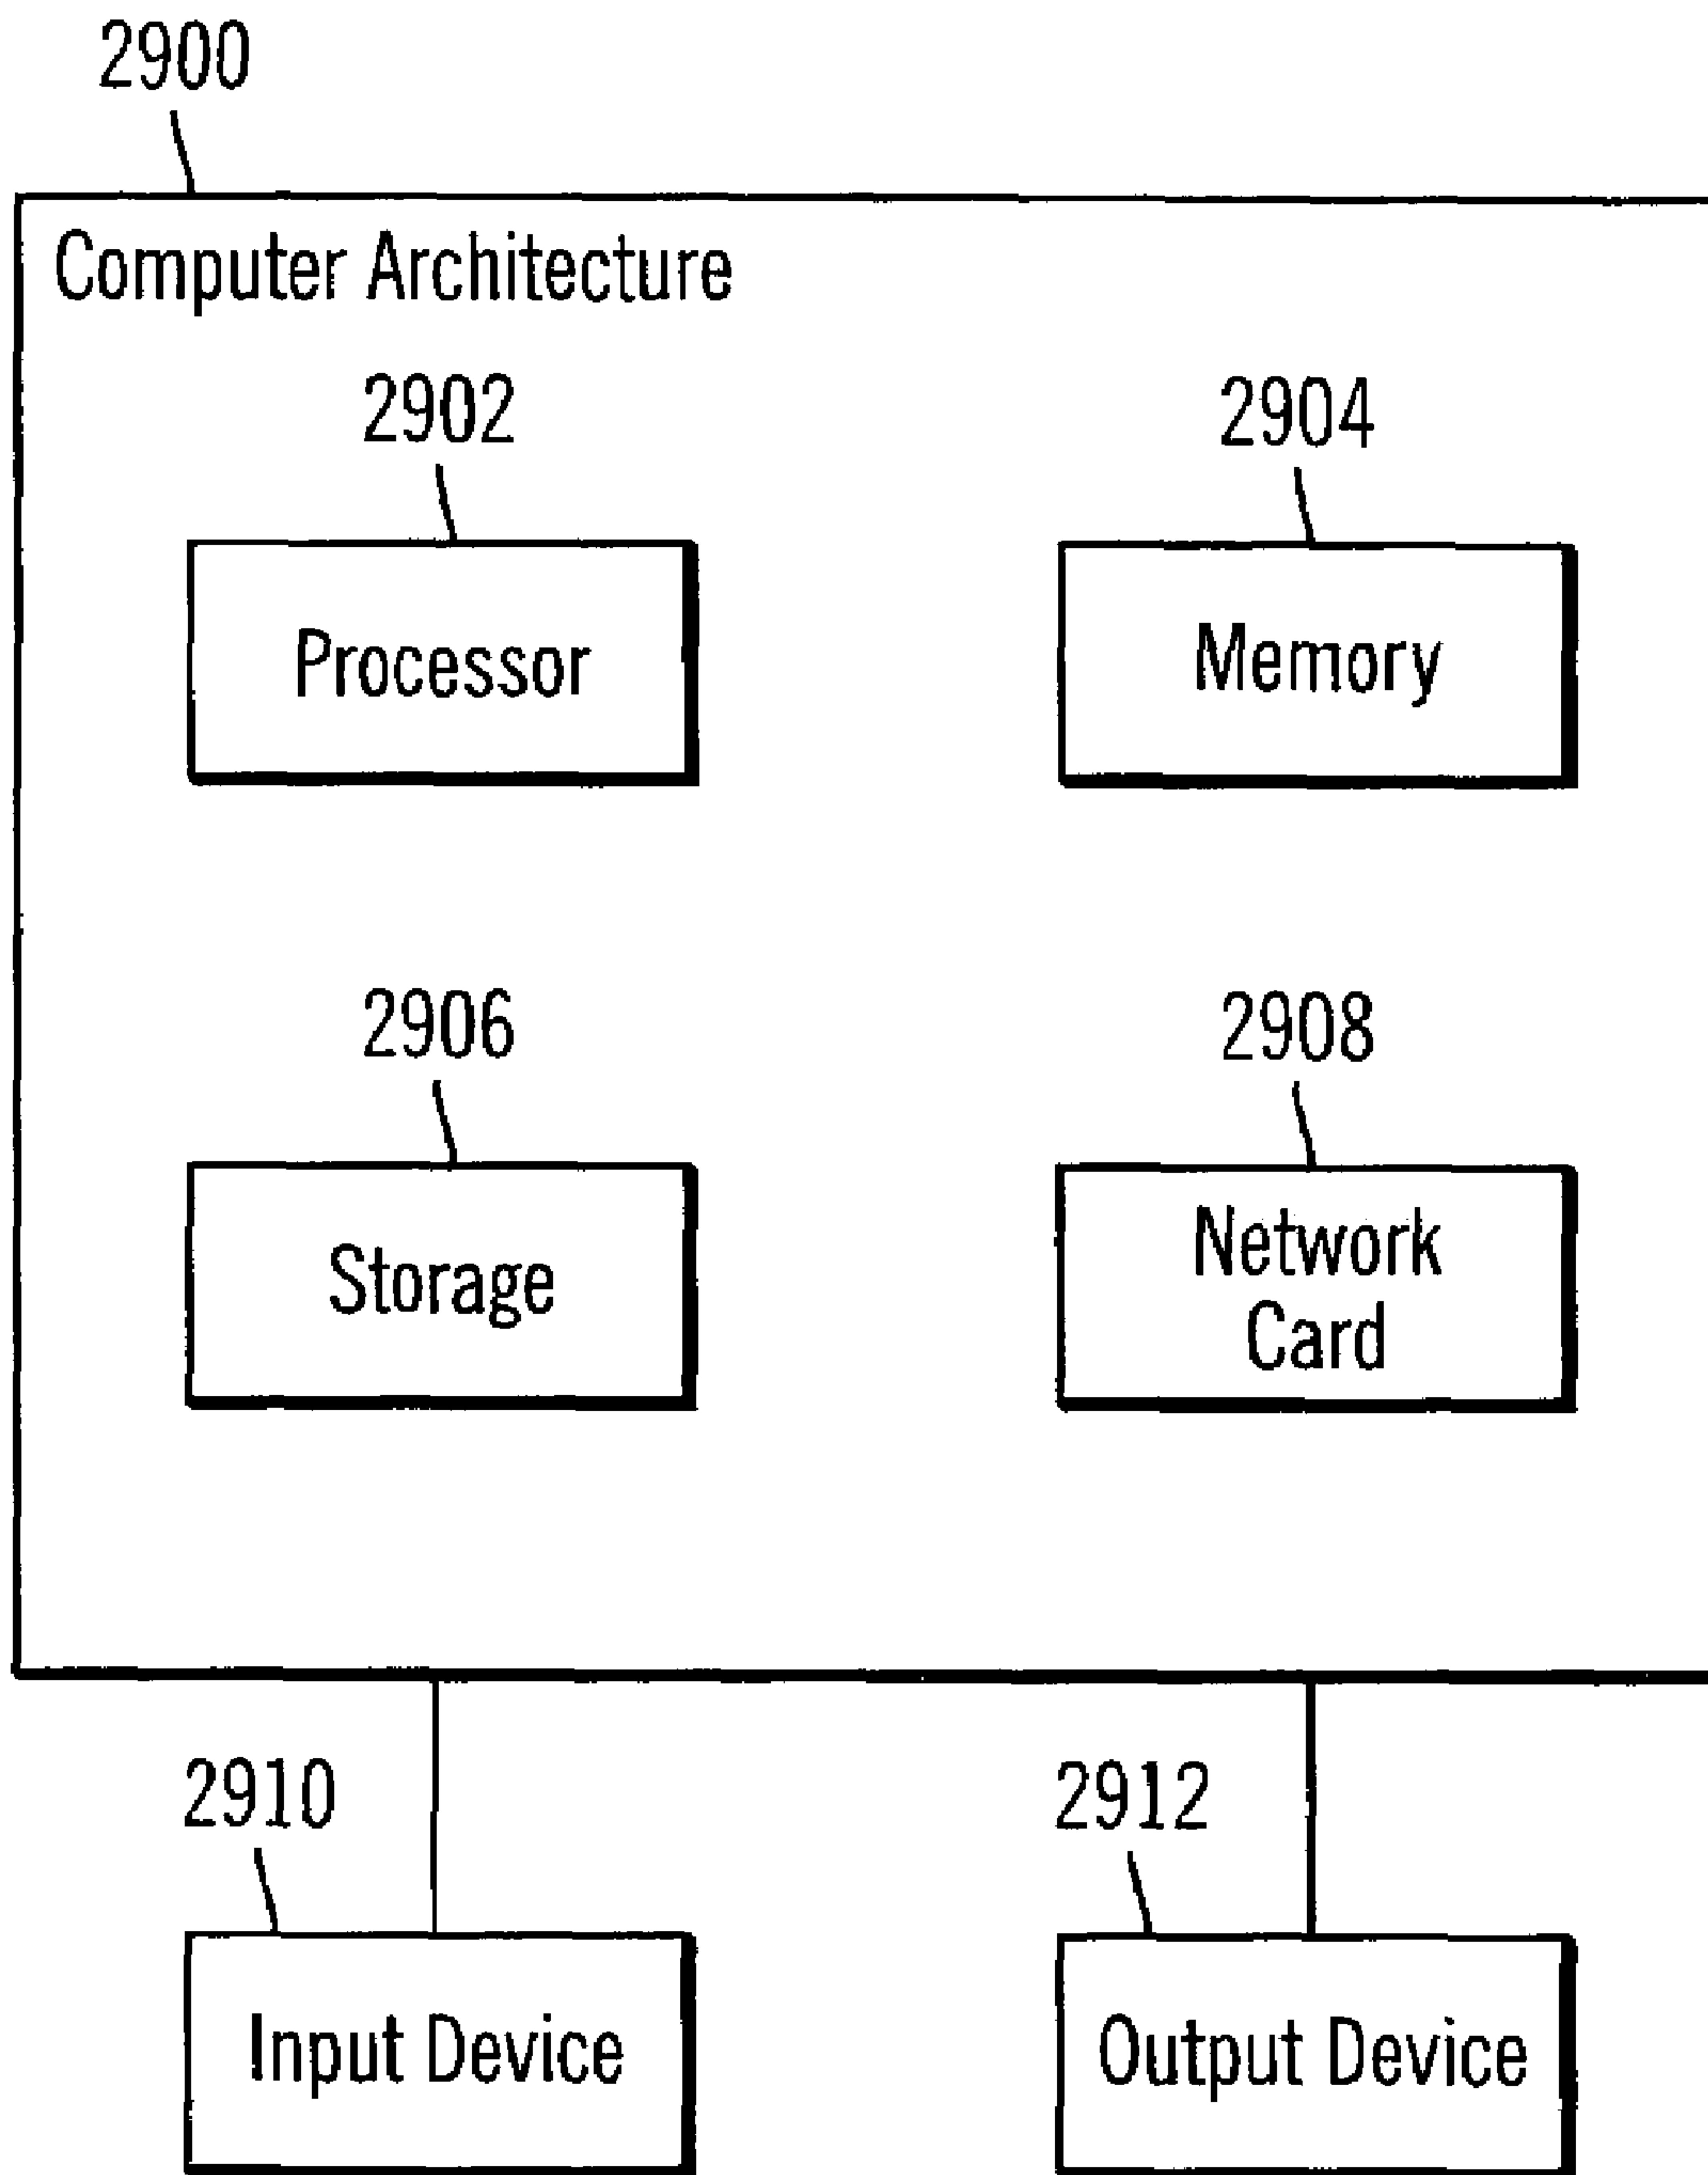 2900
Computer Architecture
2902
2904
Processor
Memory
2906
2908
Storage
Network
Card
2910
2912
Input Device
Output Device